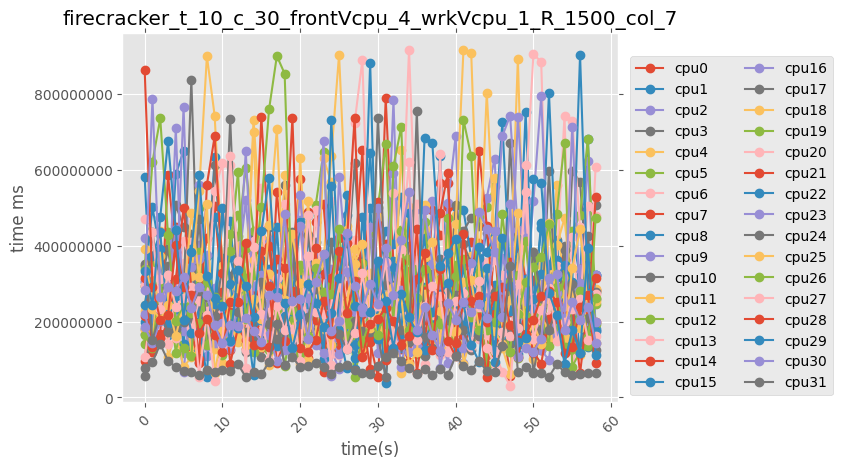 firecracker_t_10_c_30_frontVcpu_4_wrkVcpu_1_R_1500_col_7
time ms
800000000
600000000
400000000
200000000
0
0
10
20
30
40
50
60
time(s)
cpu0
cpu1
cpu2
cpu3
cpu4
cpu5
cpu6
cpu7
cpu8
cpu9
cpu10
cpu11
cpu12
cpu13
cpu14
cpu15
cpu16
cpu17
cpu18
cpu19
cpu20
cpu21
cpu22
cpu23
cpu24
cpu25
cpu26
cpu27
cpu28
cpu29
cpu30
cpu31